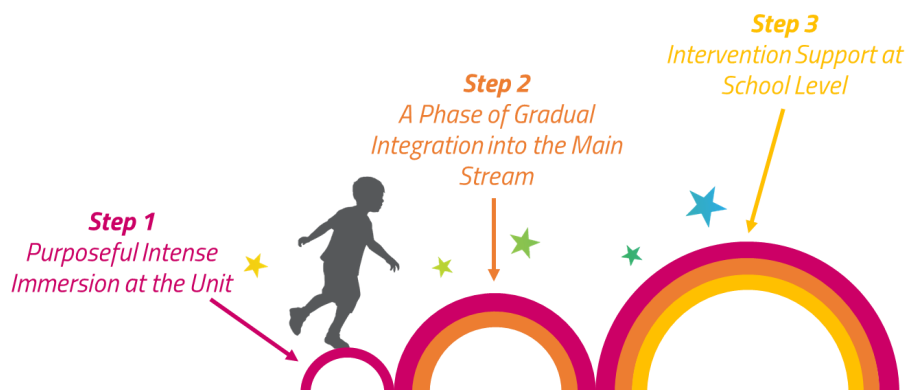 Step 1
Purposeful Intense
Immersion at the Unit
Step 2
A Phase of Gradual
Integration into the Main
Stream
Step 3
Intervention Support at
School Level